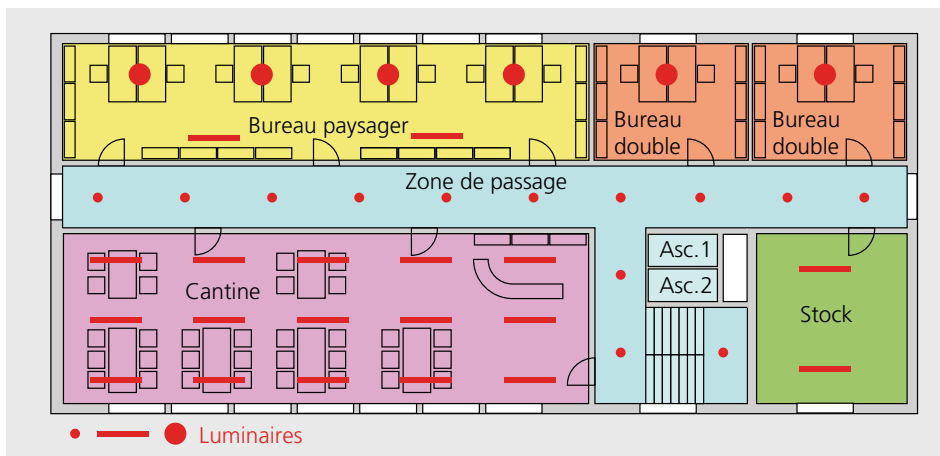 Bureau paysager
Bureau
double
Bureau
double
Zone de passage
Cantine
Asc.1
Asc.2
Stock
Luminaires